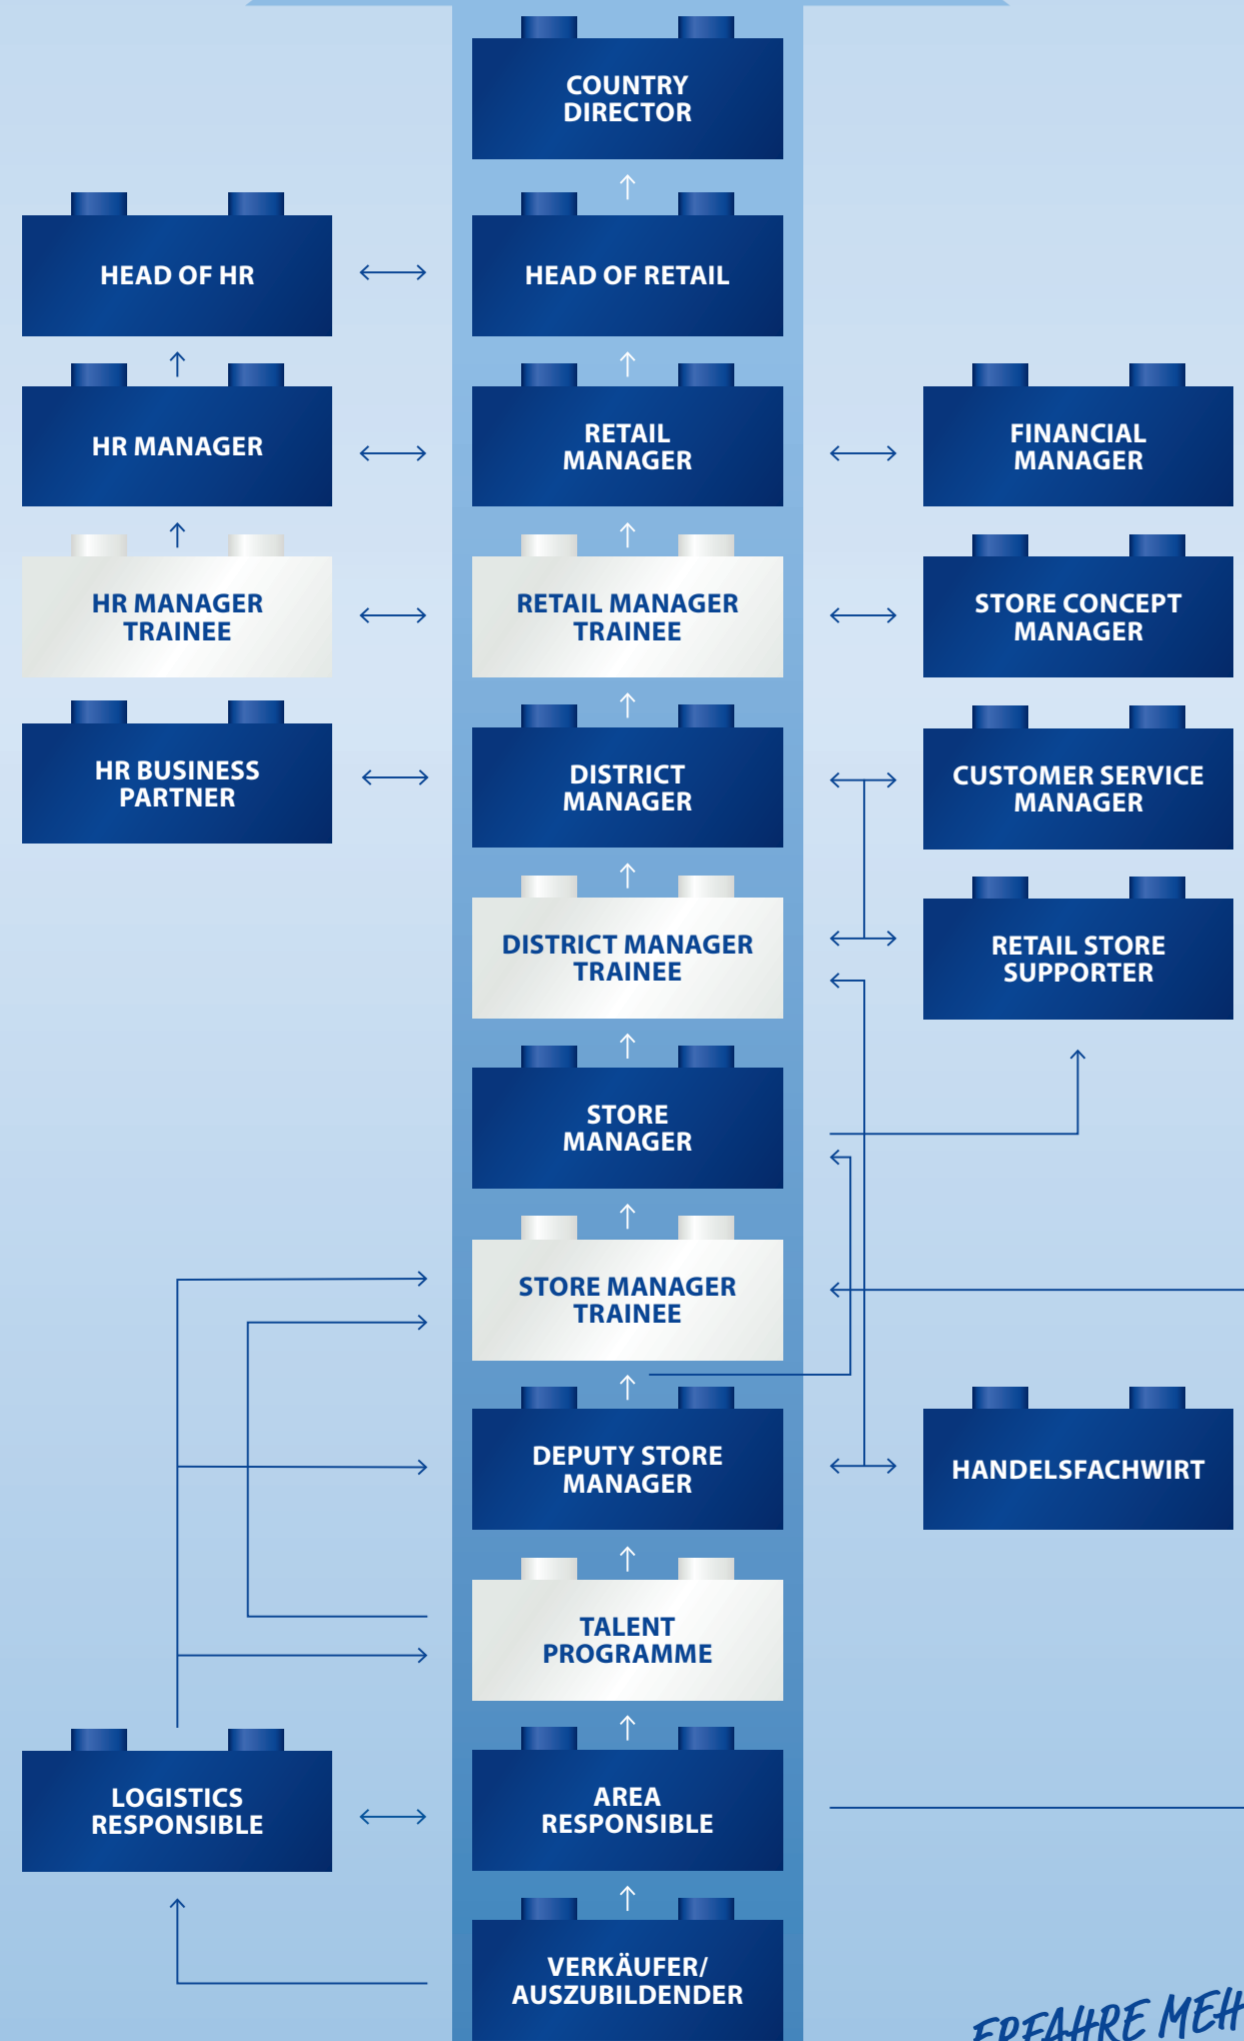 COUNTRY
DIRECTOR
HEAD OF HR
HEAD OF RETAIL
HR MANAGER
RETAIL
MANAGER
FINANCIAL
MANAGER
HR MANAGER
TRAINEE
RETAIL MANAGER
TRAINEE
STORE CONCEPT
MANAGER
HR BUSINESS
PARTNER
DISTRICT
MANAGER
CUSTOMER SERVICE
MANAGER
DISTRICT MANAGER
TRAINEE
RETAIL STORE
SUPPORTER
STORE
MANAGER
STORE MANAGER
TRAINEE
DEPUTY STORE
MANAGER
HANDELSFACHWIRT
TALENT
PROGRAMME
LOGISTICS
RESPONSIBLE
AREA
RESPONSIBLE
VERKÄUFER/
AUSZUBILDENDER
ERFAHRE MEH